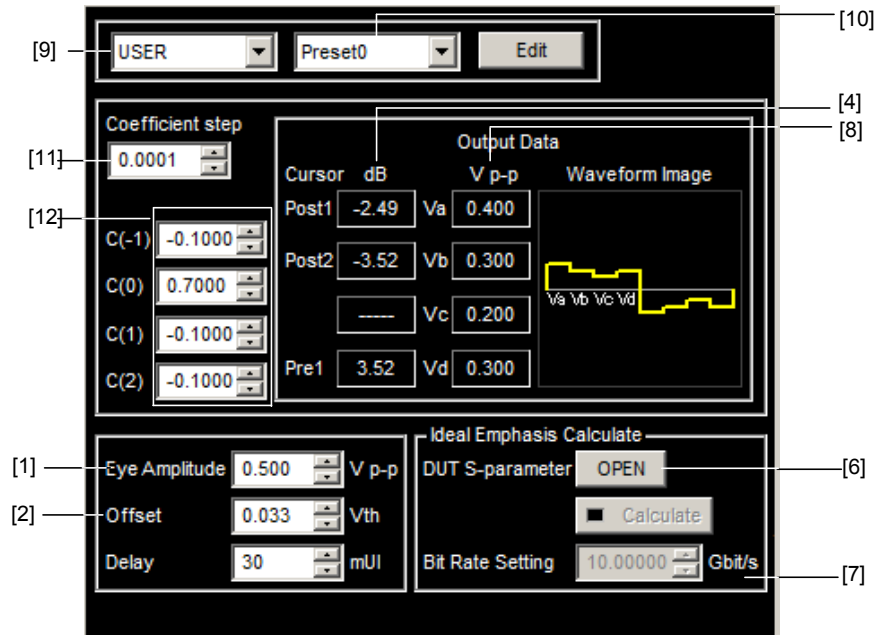 [10]
[9] USER Preset0 Edit
[4]
[8]
Coefficient step
[11] 0.0001
Output Data
Cursor dB V p-p Waveform Image
[12]
Post1 -2.49 Va 0.400
C(-1) -0.1000
Post2 -3.52 Vb 0.300
C(0) 0.7000
----- Vc 0.200
Va Vb Vc Vd
C(1) -0.1000
Pre1 3.52 Vd 0.300
C(2) -0.1000
Ideal Emphasis Calculate
[1] Eye Amplitude 0.500 V p-p
DUT S-parameter OPEN [6]
[2] Offset 0.033 Vth
Calculate
Delay 30 mUI
Bit Rate Setting 10.00000 Gbit/s
[7]